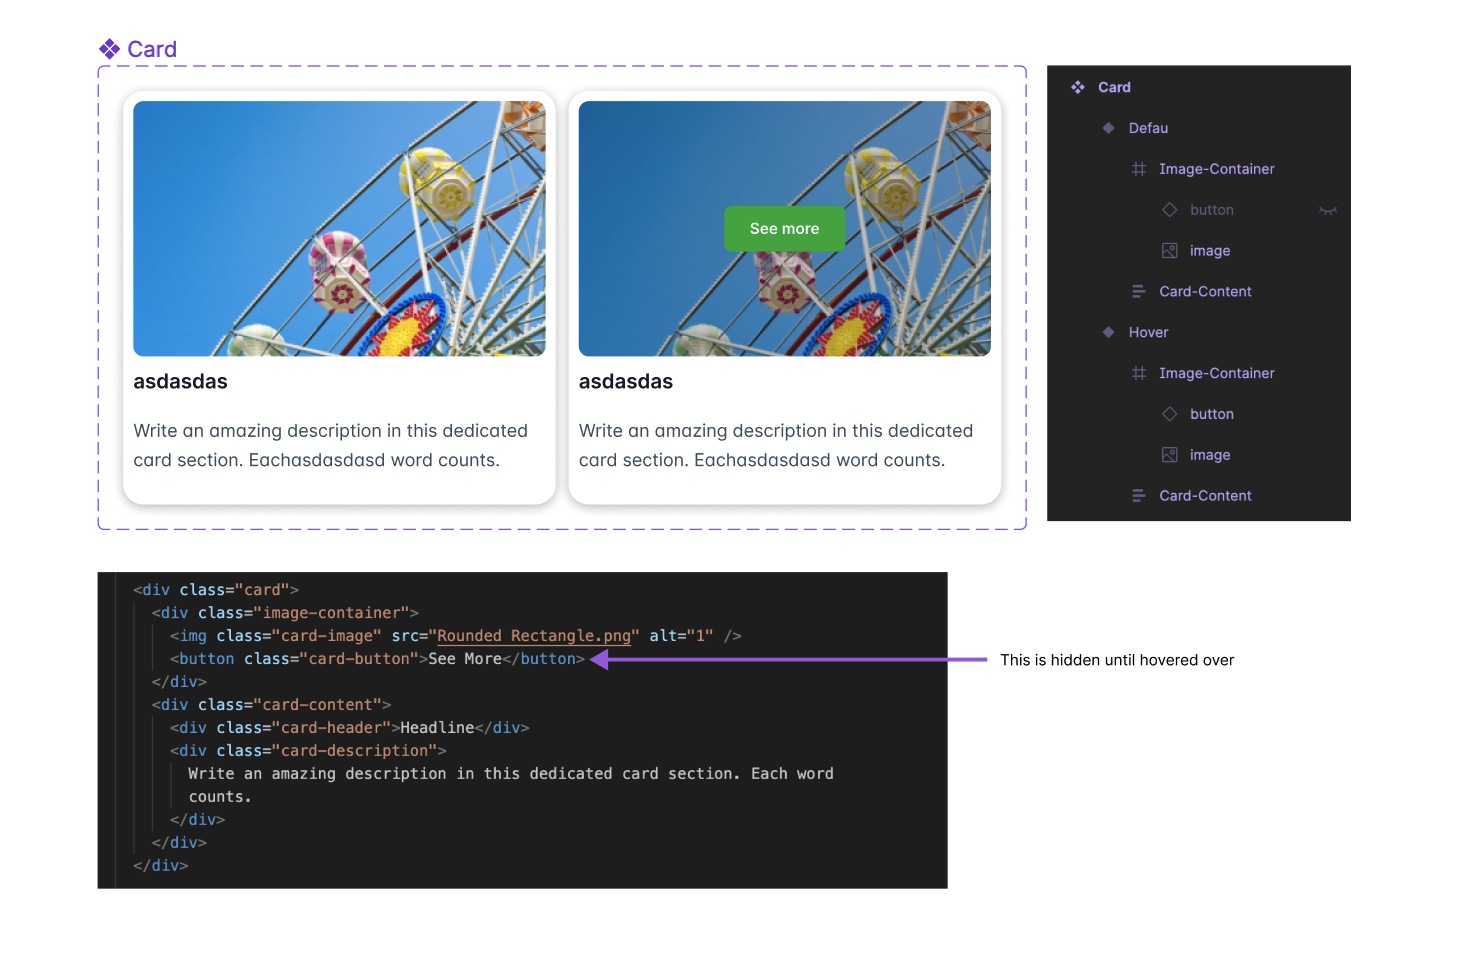 Card
See more
asdasdas
Write an amazing description in this dedicated
card section. Eachasdasdasd word counts.
asdasdas
Write an amazing description in this dedicated
card section. Eachasdasdasd word counts.
Card
Defau
Image-Container
button
image
Card-Content
Hover
Image-Container
button
image
Card-Content
<div class="card">
<div class="image-container">
<img class="card-image" src="Rounded Rectangle.png" alt="1" />
<button class="card-button">See More</button>
</div>
<div class="card-content">
<div class="card-header">Headline</div>
<div class="card-description">
Write an amazing description in this dedicated card section. Each word
counts.
</div>
</div>
</div>
This is hidden until hovered over